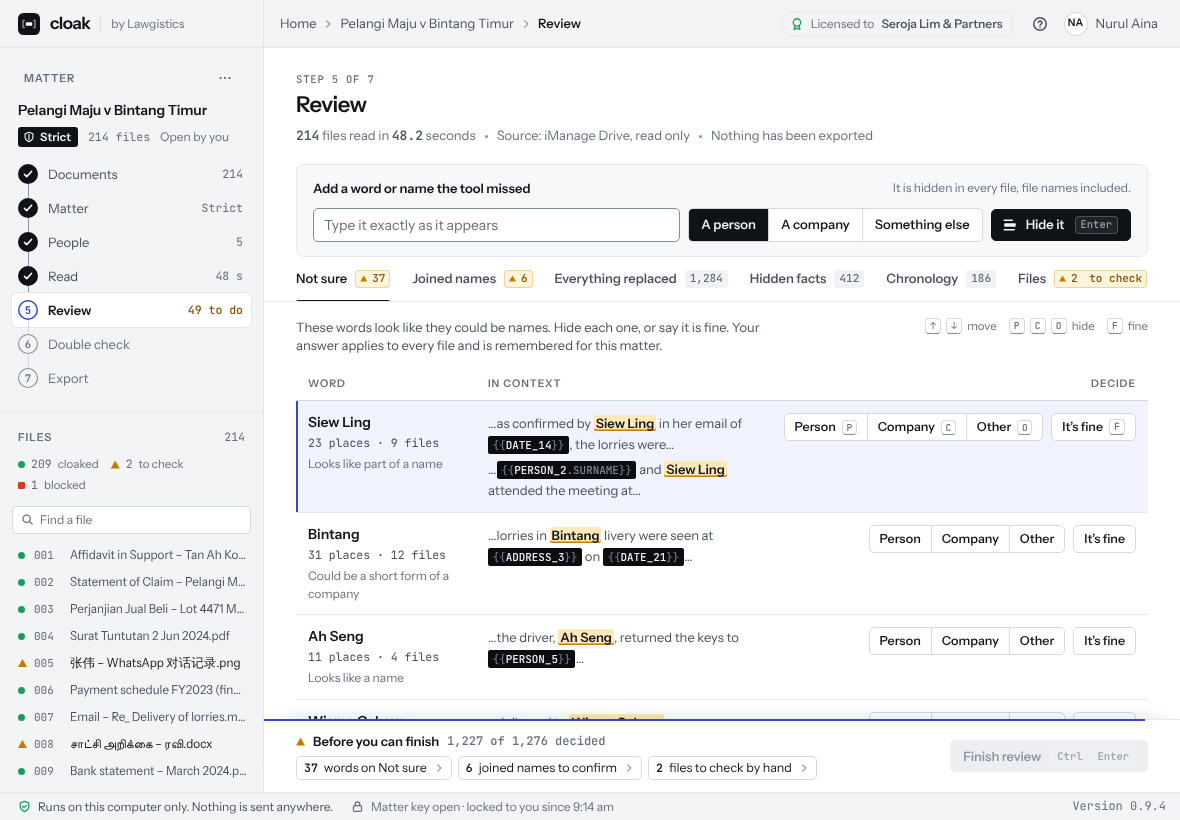 cloak by Lawgistics
Home > Pelangi Maju v Bintang Timur > Review
Licensed to Seroja Lim & Partners
NA Nurul Aina
MATTER
Pelangi Maju v Bintang Timur
Strict 214 files Open by you
Documents 214
Matter Strict
People 5
Read 48 s
5 Review 49 to do
6 Double check
7 Export
FILES 214
209 cloaked 2 to check
1 blocked
Find a file
001 Affidavit in Support – Tan Ah Ko...
002 Statement of Claim – Pelangi M...
003 Perjanjian Jual Beli – Lot 4471 M...
004 Surat Tuntutan 2 Jun 2024.pdf
005 张伟 – WhatsApp 对话记录.png
006 Payment schedule FY2023 (fin...
007 Email – Re_ Delivery of lorries.m...
008 சாட்சி அறிக்கை – ரவி.docx
009 Bank statement – March 2024.p...
STEP 5 OF 7
Review
214 files read in 48.2 seconds • Source: iManage Drive, read only • Nothing has been exported
Add a word or name the tool missed
It is hidden in every file, file names included.
Type it exactly as it appears
A person A company Something else
Hide it Enter
Not sure 37 Joined names 6 Everything replaced 1,284 Hidden facts 412 Chronology 186 Files 2 to check
These words look like they could be names. Hide each one, or say it is fine. Your
answer applies to every file and is remembered for this matter.
↑ ↓ move P C O hide F fine
WORD IN CONTEXT DECIDE
Siew Ling
23 places · 9 files
Looks like part of a name
...as confirmed by Siew Ling in her email of
{{DATE_14}}, the lorries were...
...{{PERSON_2.SURNAME}} and Siew Ling
attended the meeting at...
Person P Company C Other O It's fine F
Bintang
31 places · 12 files
Could be a short form of a
company
...lorries in Bintang livery were seen at
{{ADDRESS_3}} on {{DATE_21}}...
Person Company Other It's fine
Ah Seng
11 places · 4 files
Looks like a name
...the driver, Ah Seng, returned the keys to
{{PERSON_5}}...
Person Company Other It's fine
Before you can finish 1,227 of 1,276 decided
37 words on Not sure > 6 joined names to confirm > 2 files to check by hand >
Finish review Ctrl Enter
Runs on this computer only. Nothing is sent anywhere. Matter key open · locked to you since 9:14 am
Version 0.9.4